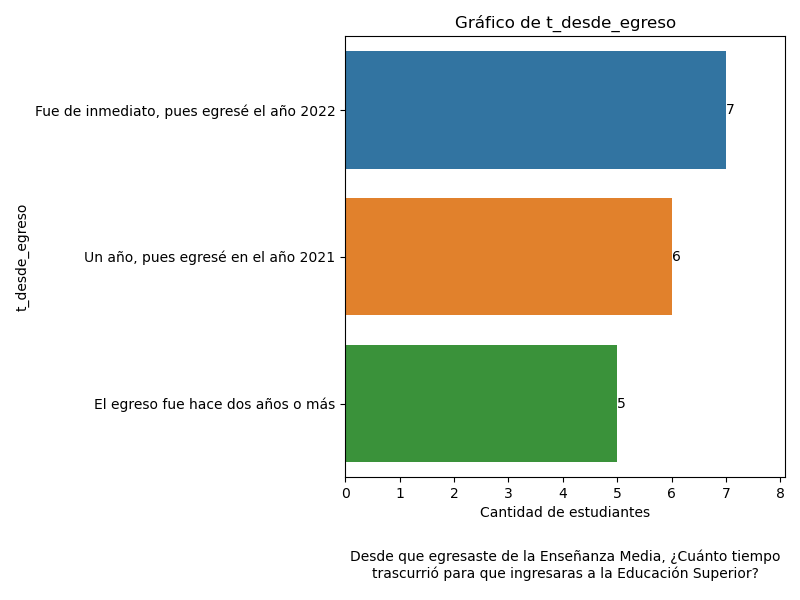 Gráfico de t_desde_egreso
t_desde_egreso
Fue de inmediato, pues egresé el año 2022
7
Un año, pues egresé en el año 2021
6
El egreso fue hace dos años o más
5
0 1 2 3 4 5 6 7 8
Cantidad de estudiantes
Desde que egresaste de la Enseñanza Media, ¿Cuánto tiempo
trascurrió para que ingresaras a la Educación Superior?